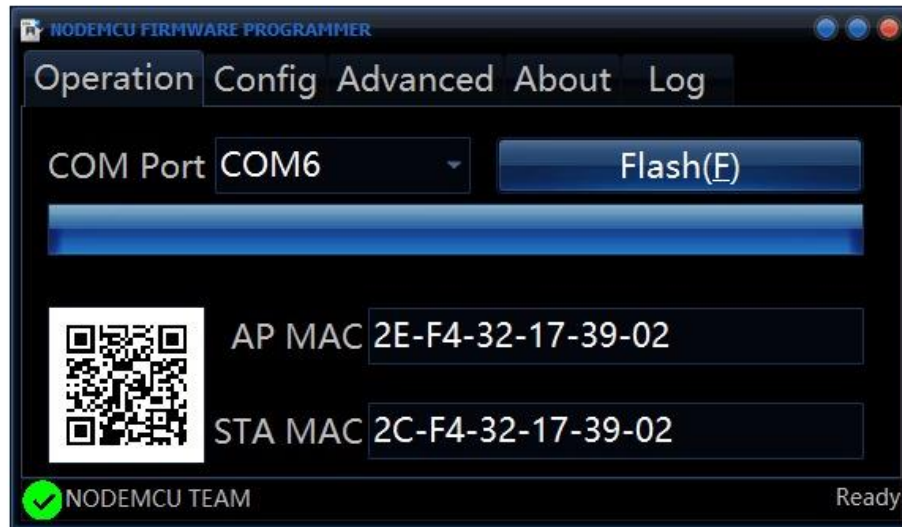 NODEMCU FIRMWARE PROGRAMMER
Operation Config Advanced About Log
COM Port COM6 Flash(F)
AP MAC 2E-F4-32-17-39-02
STA MAC 2C-F4-32-17-39-02
NODEMCU TEAM Ready